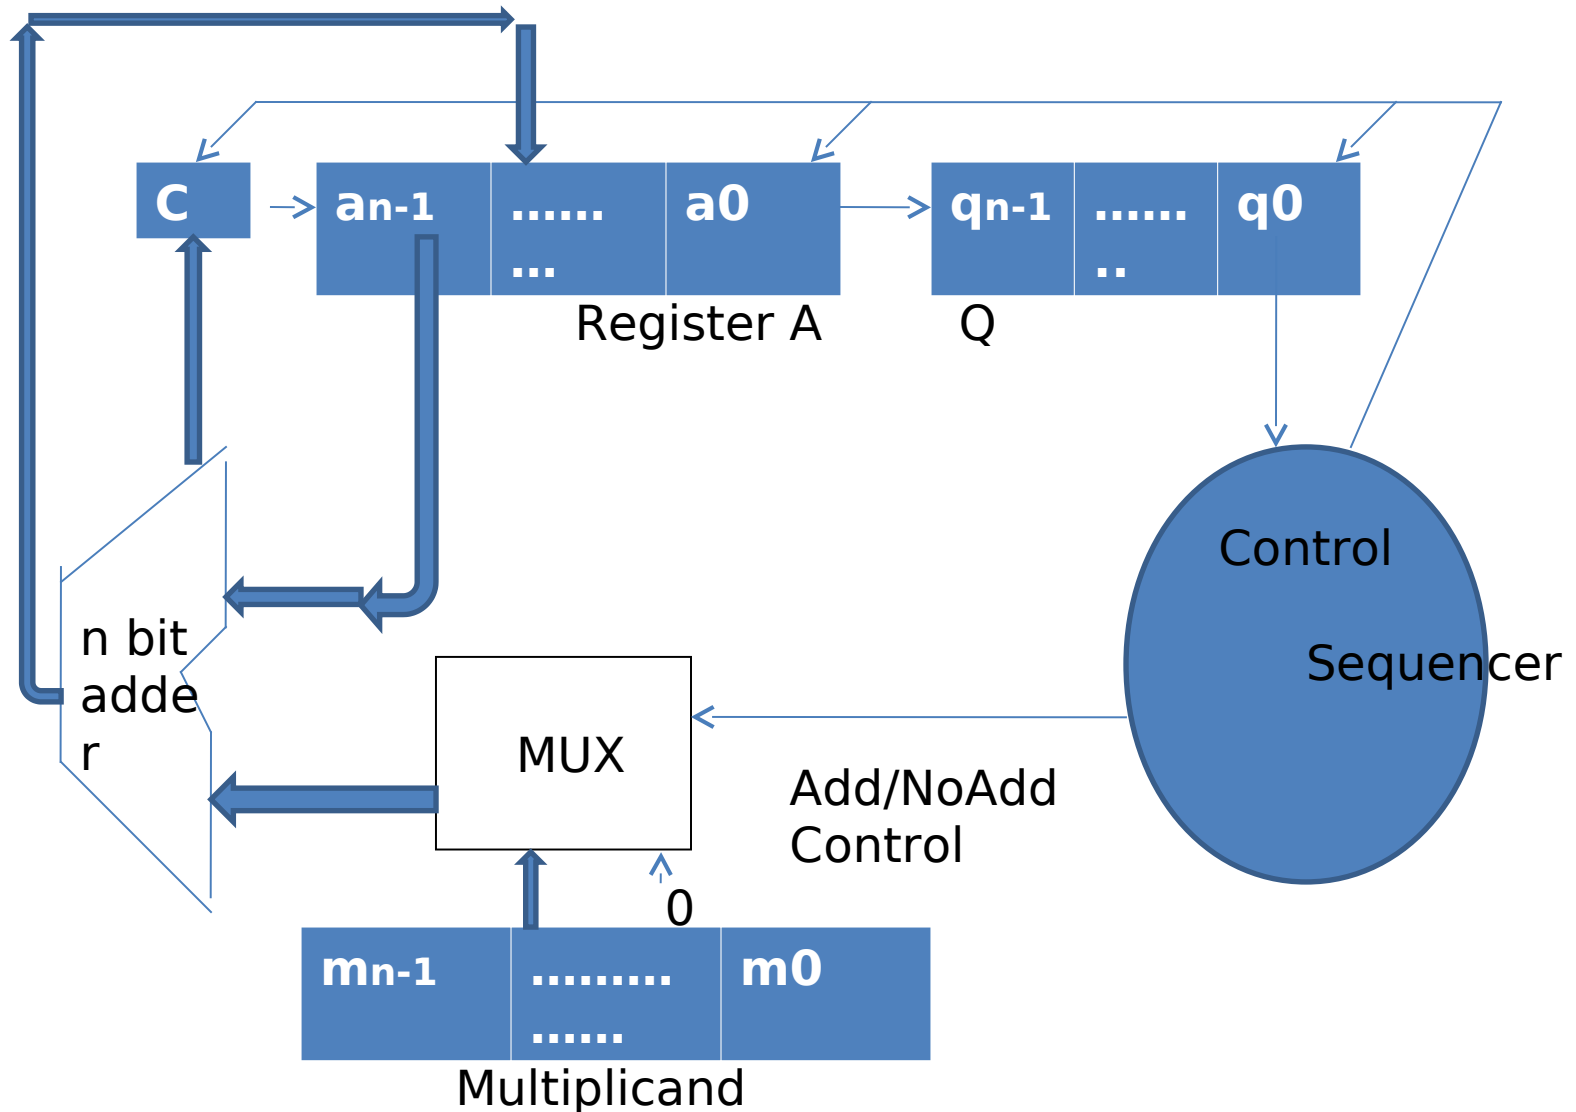 C
an-1 ...... a0
...
qn-1 ...... q0
..
Register A
Q
Control
Sequencer
n bit
adde
r
MUX
Add/NoAdd
Control
0
mn-1 ......... m0
......
Multiplicand